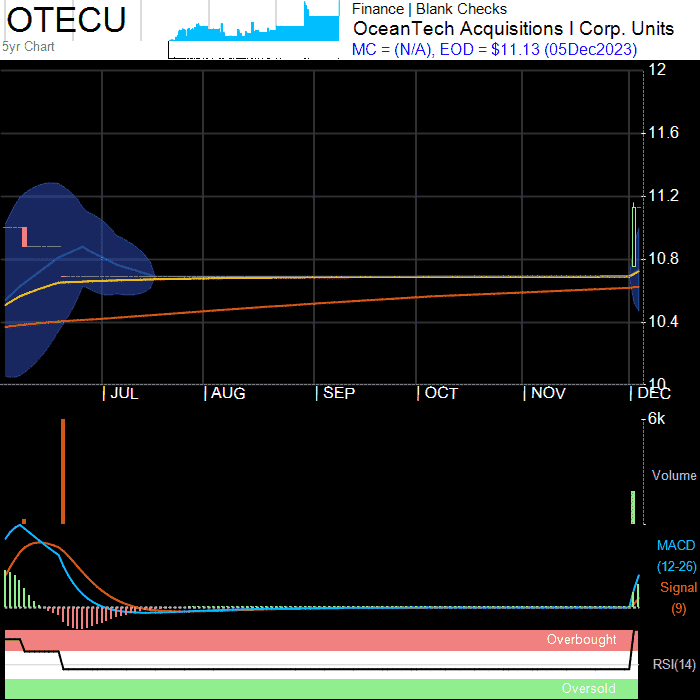 OTECU
5yr Chart
Finance | Blank Checks
OceanTech Acquisitions I Corp. Units
MC = (N/A), EOD = $11.13 (05Dec2023)
12
11.6
11.2
10.8
10.4
10
JUL AUG SEP OCT NOV DEC
6k
Volume
MACD
(12-26)
Signal
(9)
Overbought
RSI(14)
Oversold